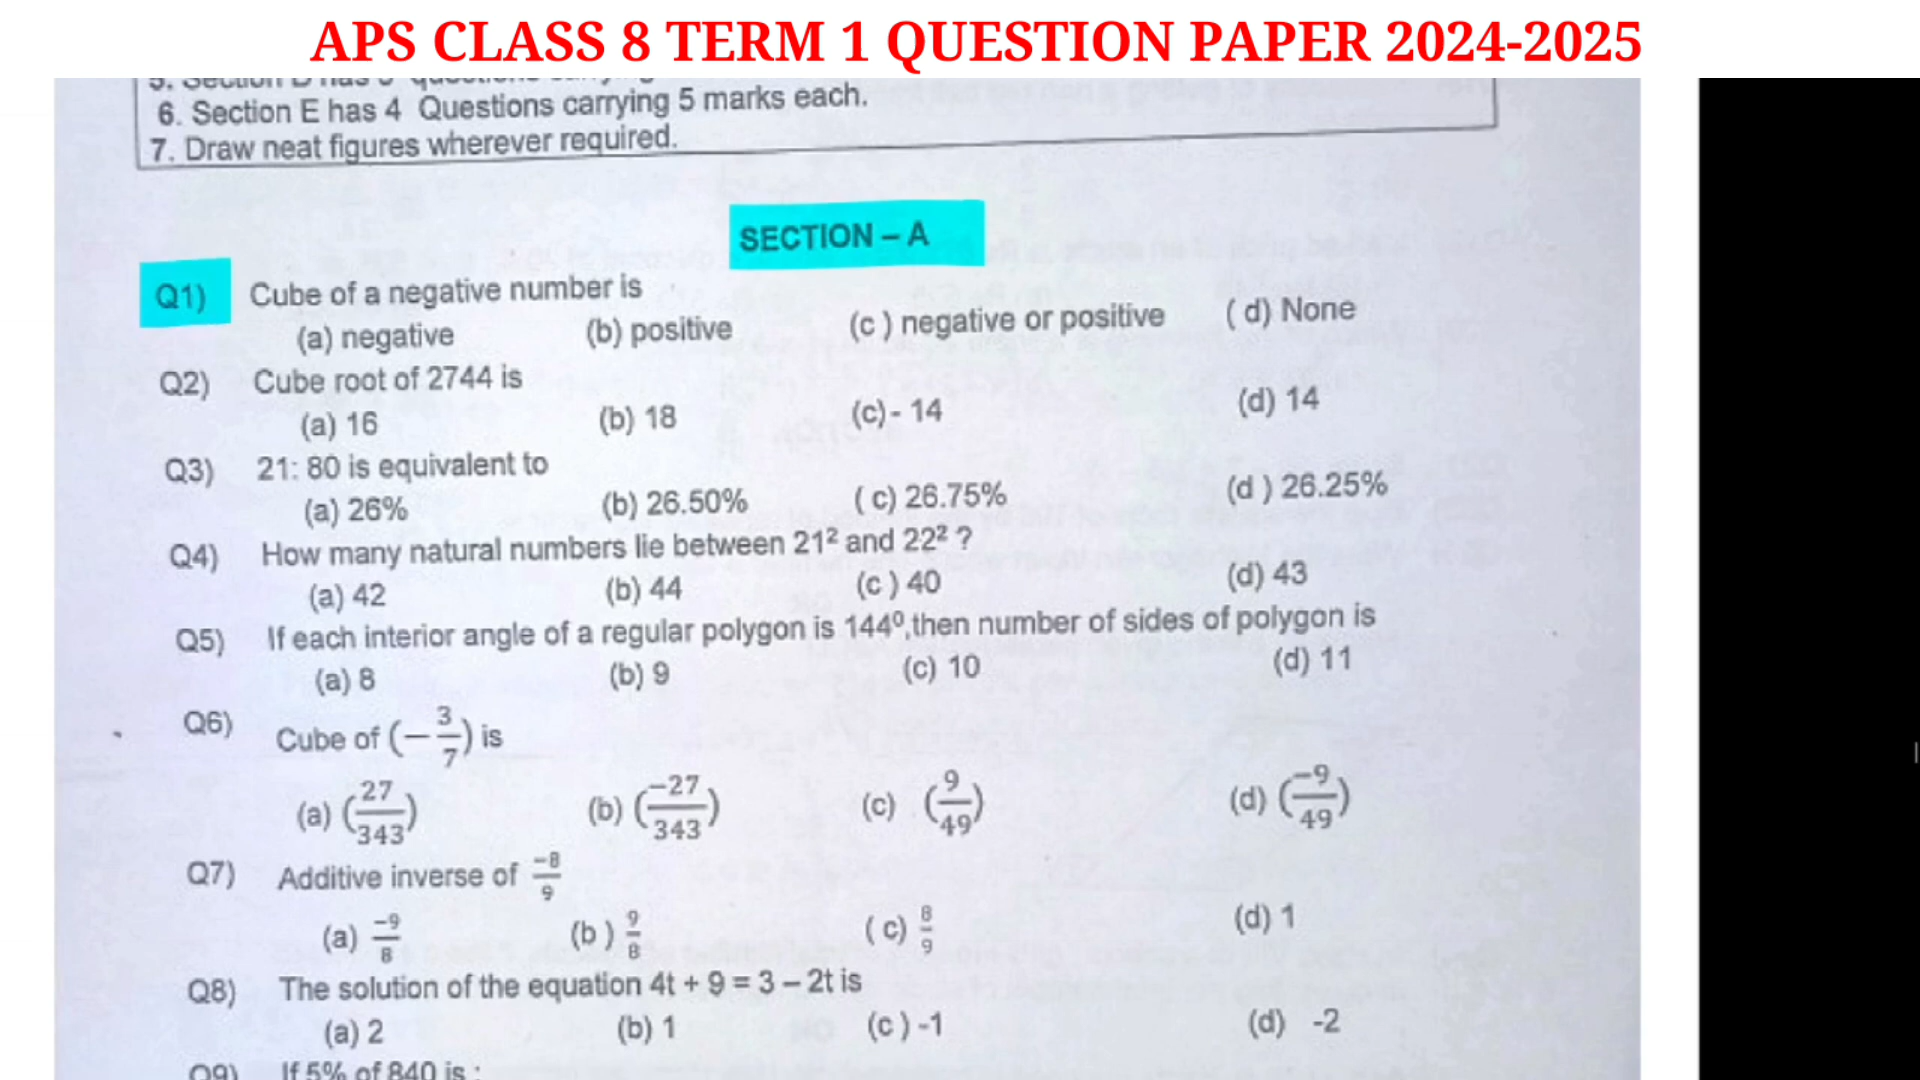 APS CLASS 8 TERM 1 QUESTION PAPER 2024-2025
6. Section E has 4 Questions carrying 5 marks each.
7. Draw neat figures wherever required.
SECTION – A
Q1) Cube of a negative number is
(a) negative (b) positive (c ) negative or positive ( d) None
Q2) Cube root of 2744 is
(a) 16 (b) 18 (c)- 14 (d) 14
Q3) 21: 80 is equivalent to
(a) 26% (b) 26.50% ( c) 26.75% (d ) 26.25%
Q4) How many natural numbers lie between 21² and 22² ?
(a) 42 (b) 44 (c ) 40 (d) 43
Q5) If each interior angle of a regular polygon is 144⁰,then number of sides of polygon is
(a) 8 (b) 9 (c) 10 (d) 11
Q6) Cube of (−3/7) is
(a) (27/343) (b) (−27/343) (c) (9/49) (d) (−9/49)
Q7) Additive inverse of −8/9
(a) −9/8 (b ) 9/8 ( c) 8/9 (d) 1
Q8) The solution of the equation 4t + 9 = 3 – 2t is
(a) 2 (b) 1 (c ) -1 (d) -2
Q9) If 5% of 840 is :